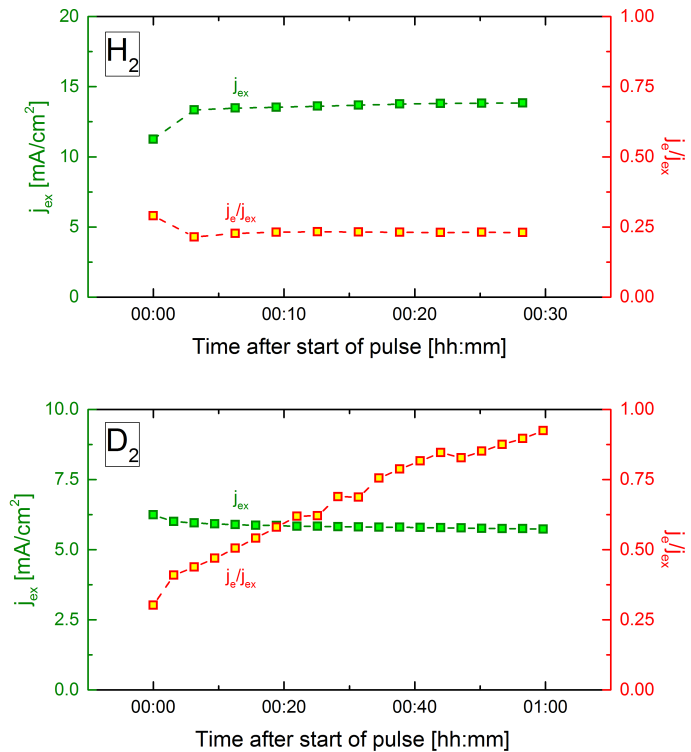 H2
20
15
10
5
0
jex [mA/cm2]
jex
je/jex
1.00
0.75
0.50
0.25
0.00
je/jex
00:00 00:10 00:20 00:30
Time after start of pulse [hh:mm]
D2
10.0
7.5
5.0
2.5
0.0
jex [mA/cm2]
jex
je/jex
1.00
0.75
0.50
0.25
0.00
je/jex
00:00 00:20 00:40 01:00
Time after start of pulse [hh:mm]